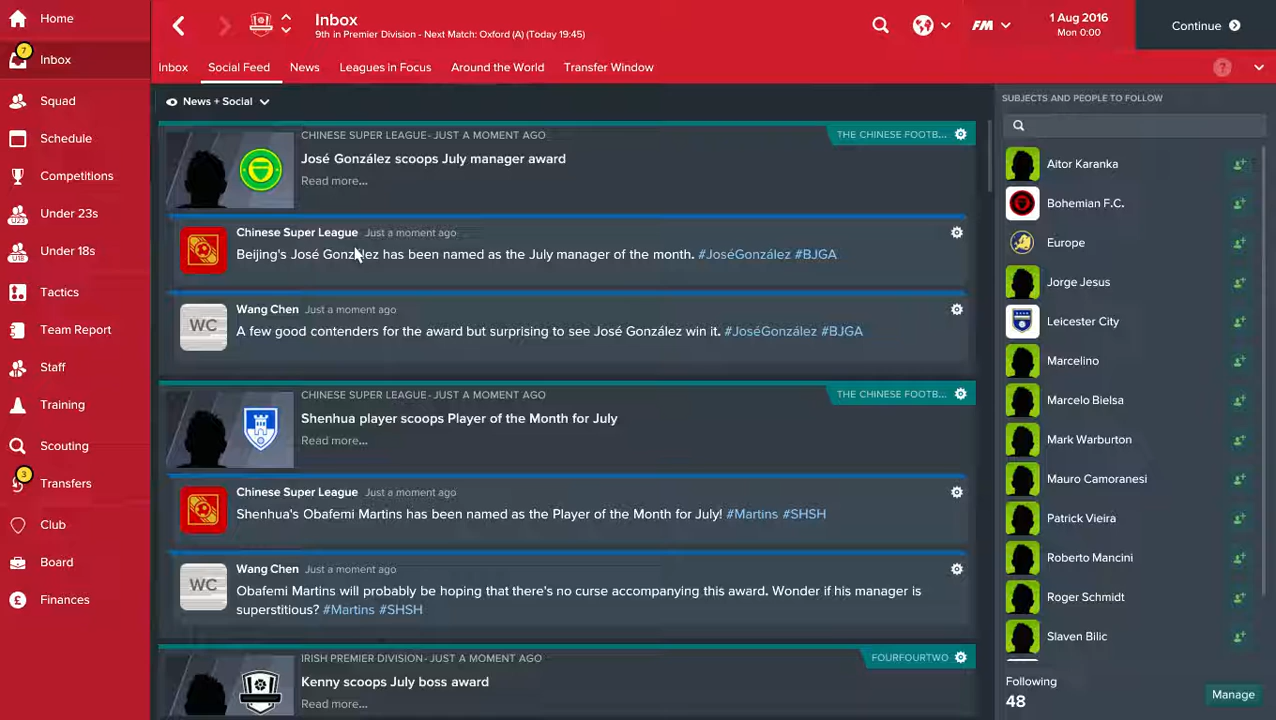 Home
7
Inbox
Squad
Schedule
Competitions
U23
Under 23s
U18
Under 18s
Tactics
Team Report
Staff
Training
Scouting
3
Transfers
Club
Board
£
Finances
Inbox
9th in Premier Division - Next Match: Oxford (A) (Today 19:45)
FM
1 Aug 2016
Mon 0:00
Continue
Inbox
Social Feed
News
Leagues in Focus
Around the World
Transfer Window
?
News + Social
CHINESE SUPER LEAGUE- JUST A MOMENT AGO
THE CHINESE FOOTB...
José González scoops July manager award
Read more...
Chinese Super League Just a moment ago
Beijing's José González has been named as the July manager of the month. #JoséGonzález #BJGA
WC
Wang Chen Just a moment ago
A few good contenders for the award but surprising to see José González win it. #JoséGonzález #BJGA
CHINESE SUPER LEAGUE- JUST A MOMENT AGO
THE CHINESE FOOTB...
Shenhua player scoops Player of the Month for July
Read more...
Chinese Super League Just a moment ago
Shenhua's Obafemi Martins has been named as the Player of the Month for July! #Martins #SHSH
WC
Wang Chen Just a moment ago
Obafemi Martins will probably be hoping that there's no curse accompanying this award. Wonder if his manager is
superstitious? #Martins #SHSH
IRISH PREMIER DIVISION- JUST A MOMENT AGO
FOURFOURTWO
Kenny scoops July boss award
Read more...
SUBJECTS AND PEOPLE TO FOLLOW
Aitor Karanka
Bohemian F.C.
Europe
Jorge Jesus
Leicester City
Marcelino
Marcelo Bielsa
Mark Warburton
Mauro Camoranesi
Patrick Vieira
Roberto Mancini
Roger Schmidt
Slaven Bilic
Following
48
Manage